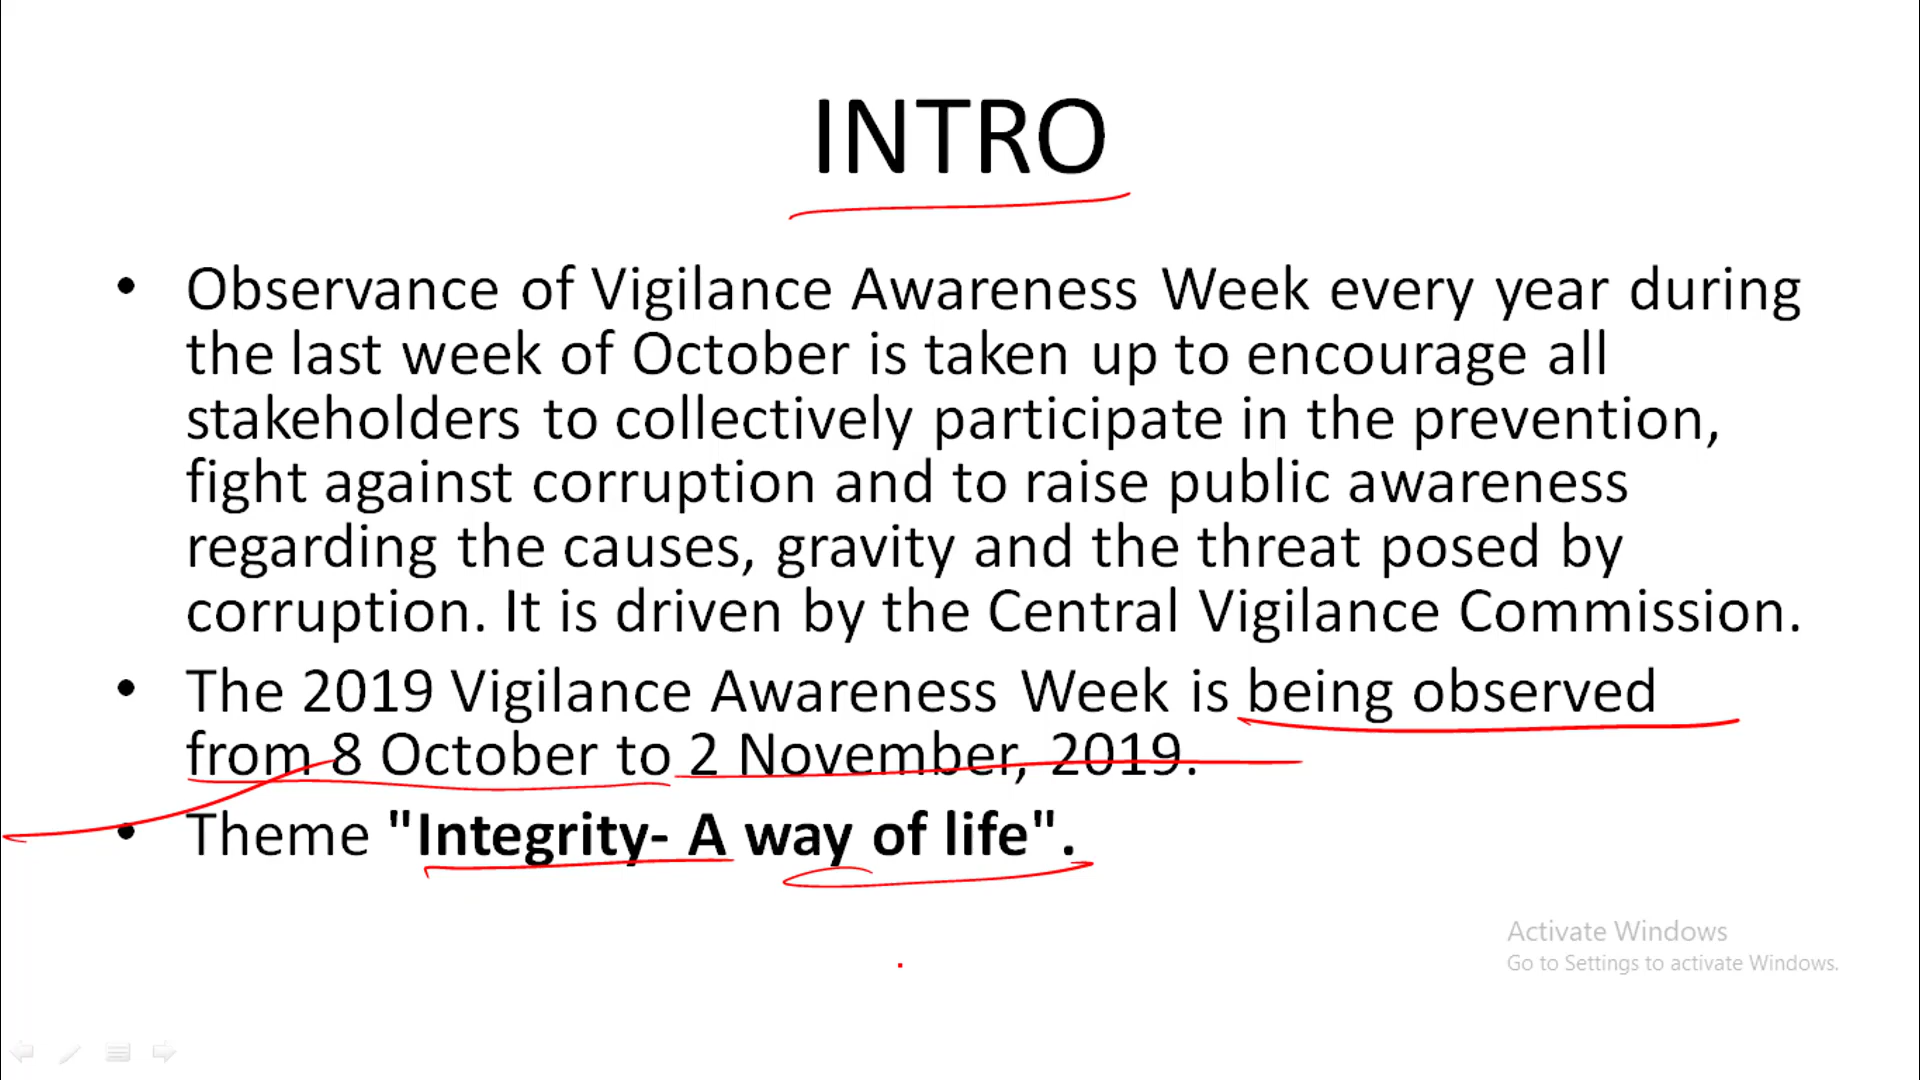 INTRO
• Observance of Vigilance Awareness Week every year during
the last week of October is taken up to encourage all
stakeholders to collectively participate in the prevention,
fight against corruption and to raise public awareness
regarding the causes, gravity and the threat posed by
corruption. It is driven by the Central Vigilance Commission.
• The 2019 Vigilance Awareness Week is being observed
from 8 October to 2 November, 2019.
• Theme "Integrity- A way of life".
Activate Windows
Go to Settings to activate Windows.